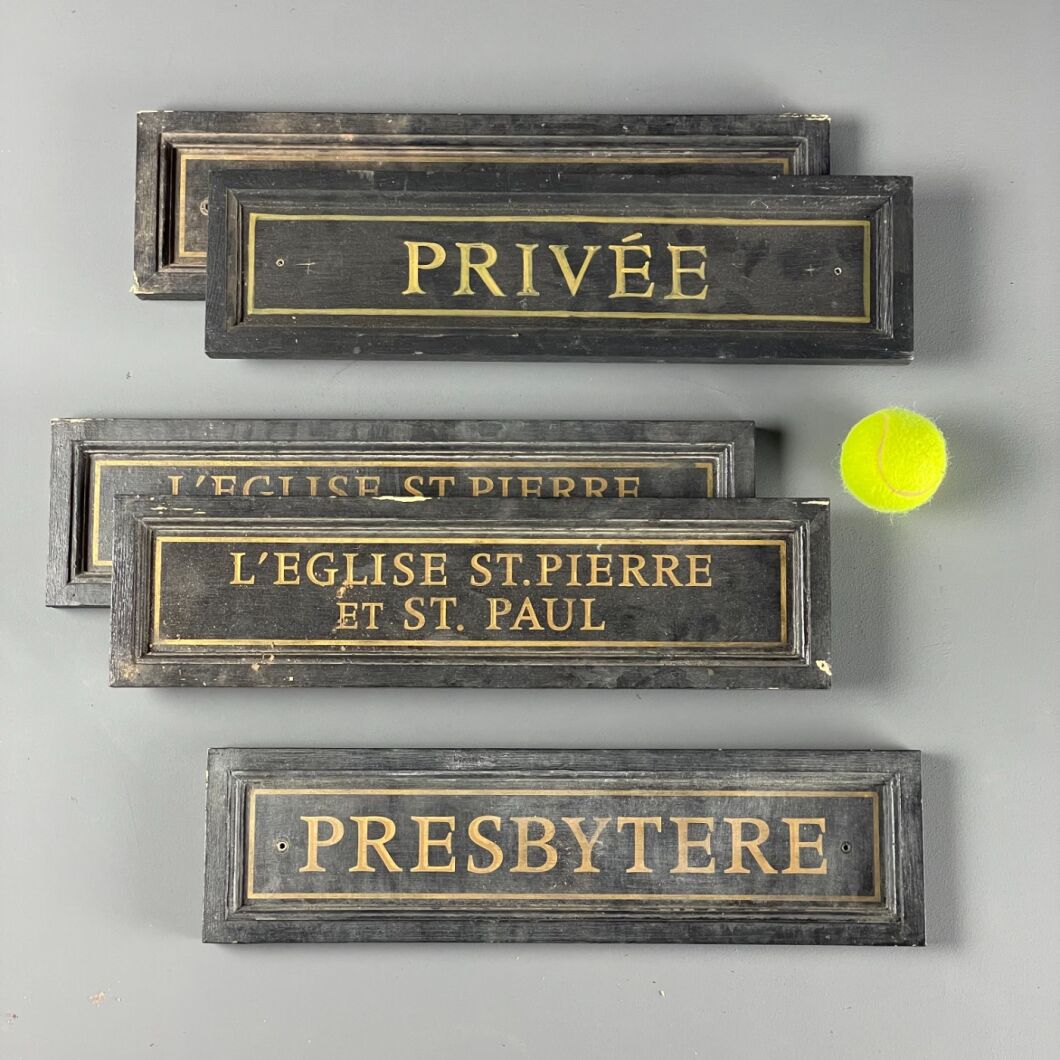 PRIVÉE
L'EGLISE ST.PIERRE
L'EGLISE ST.PIERRE
ET ST. PAUL
PRESBYTERE